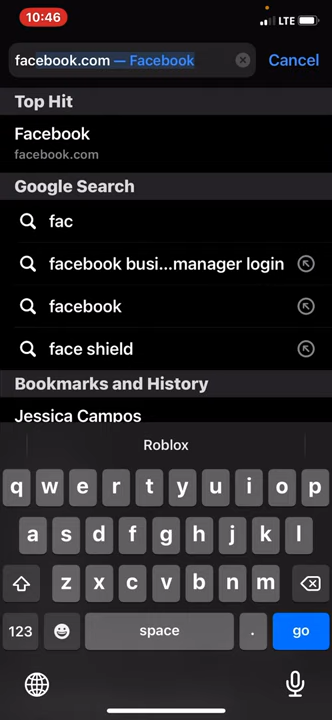 10:46
LTE
facebook.com — Facebook
Cancel
Top Hit
Facebook
facebook.com
Google Search
fac
facebook busi...manager login
facebook
face shield
Bookmarks and History
Jessica Campos
Roblox
q w e r t y u i o p
a s d f g h j k l
z x c v b n m
123 space . go